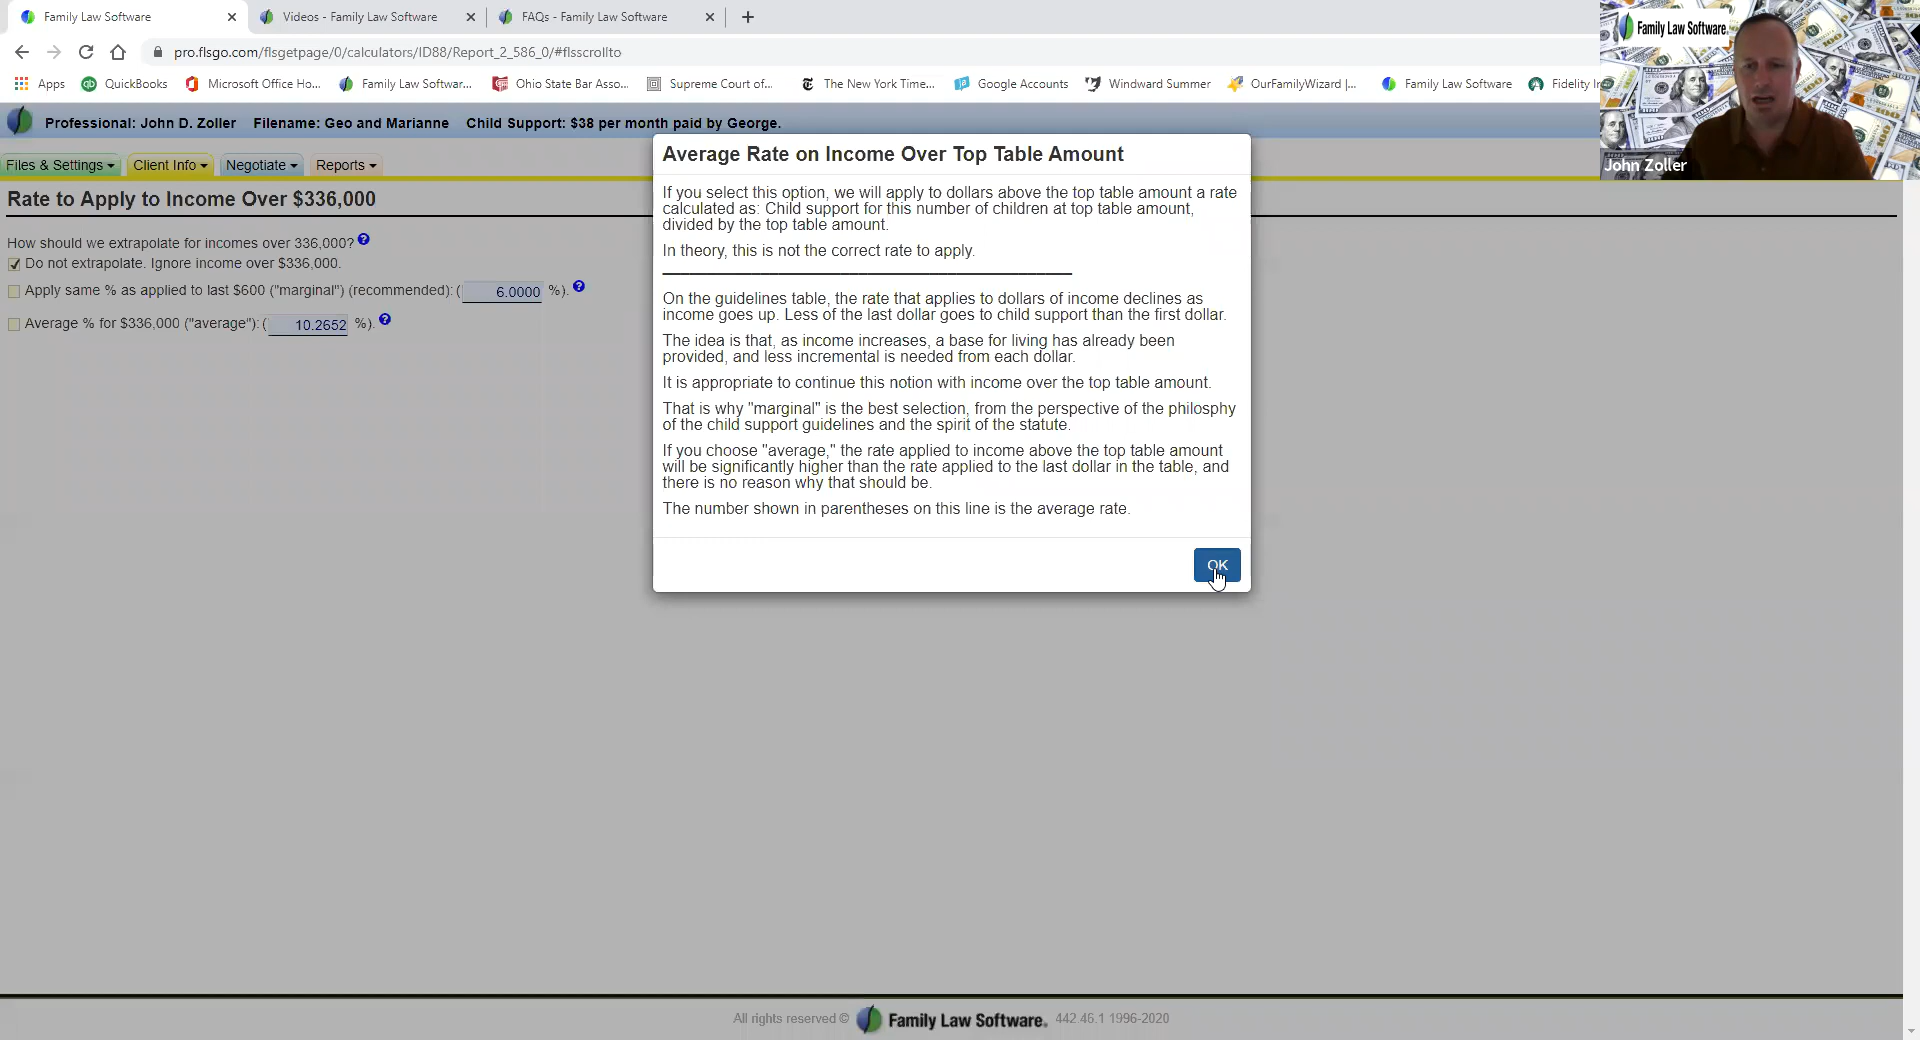 Family Law Software
Videos - Family Law Software
FAQs - Family Law Software
pro.flsgo.com/flsgetpage/0/calculators/ID88/Report_2_586_0/#flsscrollto
Apps
QuickBooks
Microsoft Office Ho...
Family Law Softwar...
Ohio State Bar Asso...
Supreme Court of...
The New York Time...
Google Accounts
Windward Summer
OurFamilyWizard |...
Family Law Software
Fidelity
Family Law Software.
John Zoller
Professional: John D. Zoller Filename: Geo and Marianne Child Support: $38 per month paid by George.
Files & Settings
Client Info
Negotiate
Reports
Rate to Apply to Income Over $336,000
How should we extrapolate for incomes over 336,000?
Do not extrapolate. Ignore income over $336,000.
Apply same % as applied to last $600 ("marginal") (recommended): ( 6.0000 %).
Average % for $336,000 ("average"): ( 10.2652 %).
Average Rate on Income Over Top Table Amount
If you select this option, we will apply to dollars above the top table amount a rate
calculated as: Child support for this number of children at top table amount,
divided by the top table amount.
In theory, this is not the correct rate to apply.
On the guidelines table, the rate that applies to dollars of income declines as
income goes up. Less of the last dollar goes to child support than the first dollar.
The idea is that, as income increases, a base for living has already been
provided, and less incremental is needed from each dollar.
It is appropriate to continue this notion with income over the top table amount.
That is why "marginal" is the best selection, from the perspective of the philosphy
of the child support guidelines and the spirit of the statute.
If you choose "average," the rate applied to income above the top table amount
will be significantly higher than the rate applied to the last dollar in the table, and
there is no reason why that should be.
The number shown in parentheses on this line is the average rate.
OK
All rights reserved © Family Law Software. 442.46.1 1996-2020